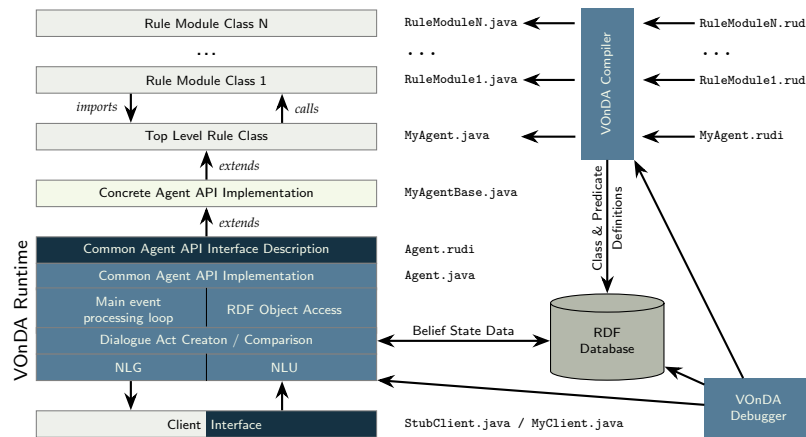 Rule Module Class N
RuleModuleN.java
RuleModuleN.rud
...
...
...
Rule Module Class 1
RuleModule1.java
RuleModule1.rud
VOnDA Compiler
imports
calls
Top Level Rule Class
MyAgent.java
MyAgent.rudi
extends
Concrete Agent API Implementation
MyAgentBase.java
Class & Predicate
Definitions
extends
VOnDA Runtime
Common Agent API Interface Description
Agent.rudi
Common Agent API Implementation
Agent.java
Main event
processing loop
RDF Object Access
Dialogue Act Creaton / Comparison
Belief State Data
RDF
Database
NLG
NLU
VOnDA
Debugger
Client Interface
StubClient.java / MyClient.java